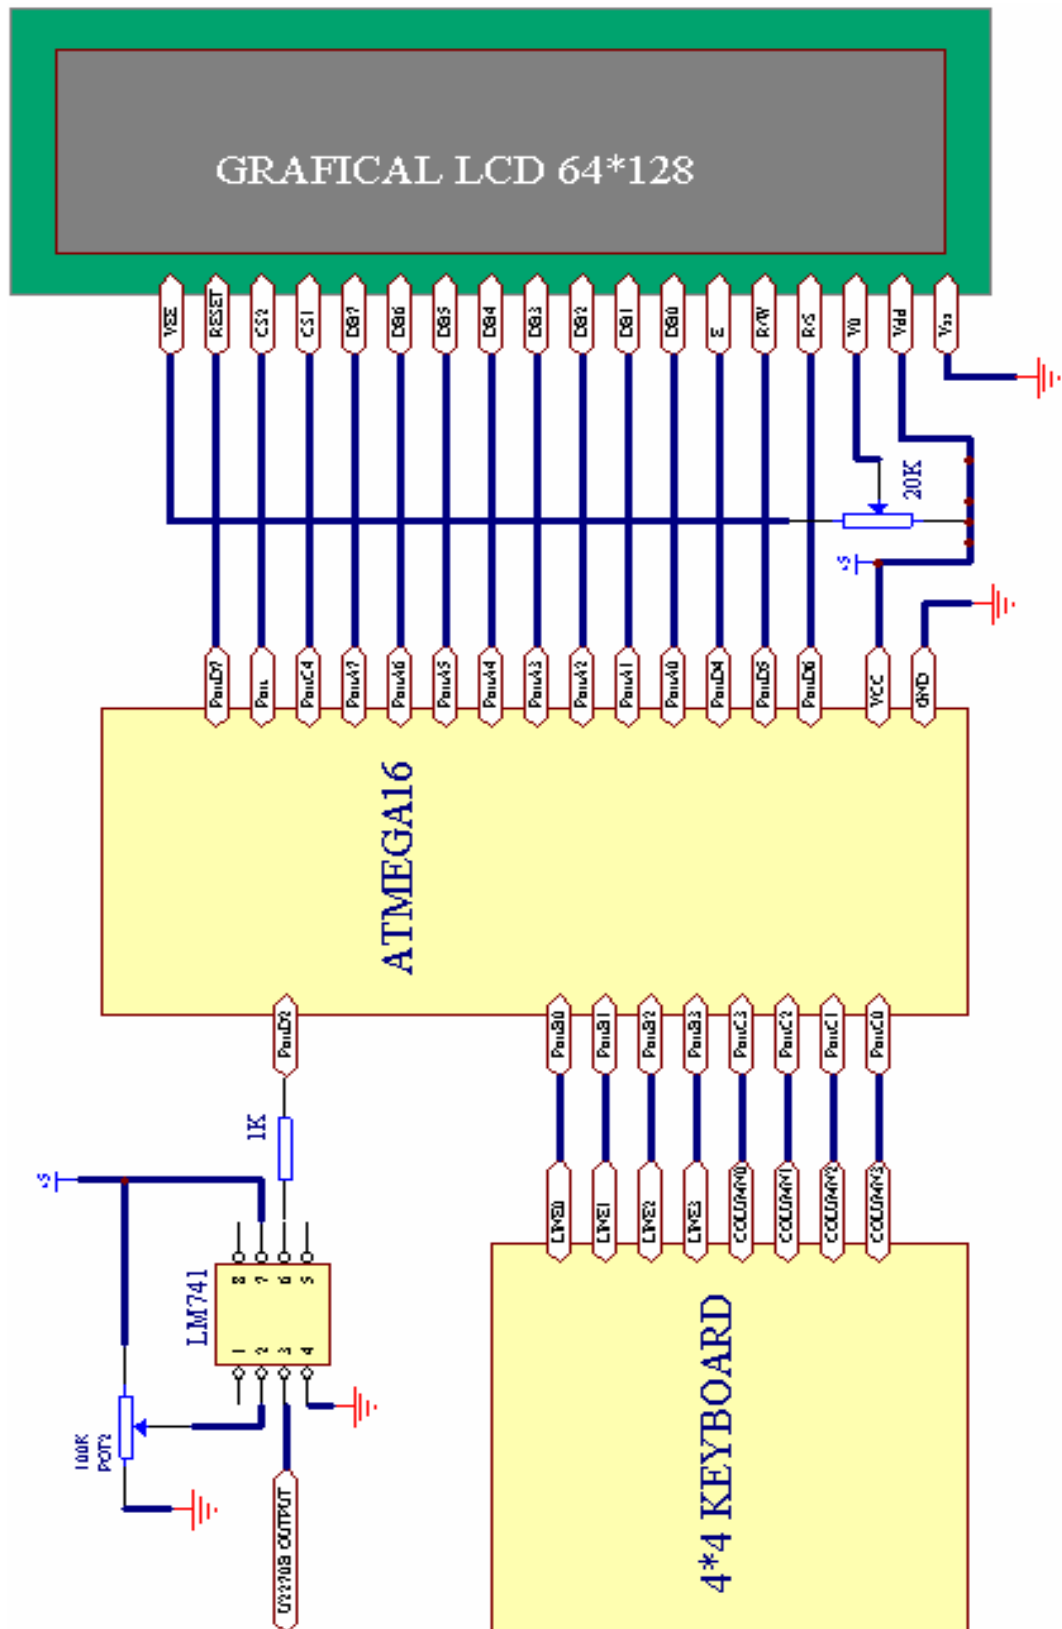 GRAFICAL LCD 64*128
VEE
RESET
CS2
CS1
DB7
DB6
DB5
DB4
DB3
DB2
DB1
DB0
E
R/W
R/S
V0
Vdd
Vss
20K
+5
PortD7
Port
PortC4
PortA7
PortA6
PortA5
PortA4
PortA3
PortA2
PortA1
PortA0
PortD4
PortD5
PortD6
VCC
GND
ATMEGA16
PortD2
PortB0
PortB1
PortB2
PortB3
PortC3
PortC2
PortC1
PortC0
1K
+5
LINE0
LINE1
LINE2
LINE3
COLUMN0
COLUMN1
COLUMN2
COLUMN3
LM741
8
7
6
5
1
2
3
4
100K
POT2
U2270B OUTPUT
4*4 KEYBOARD